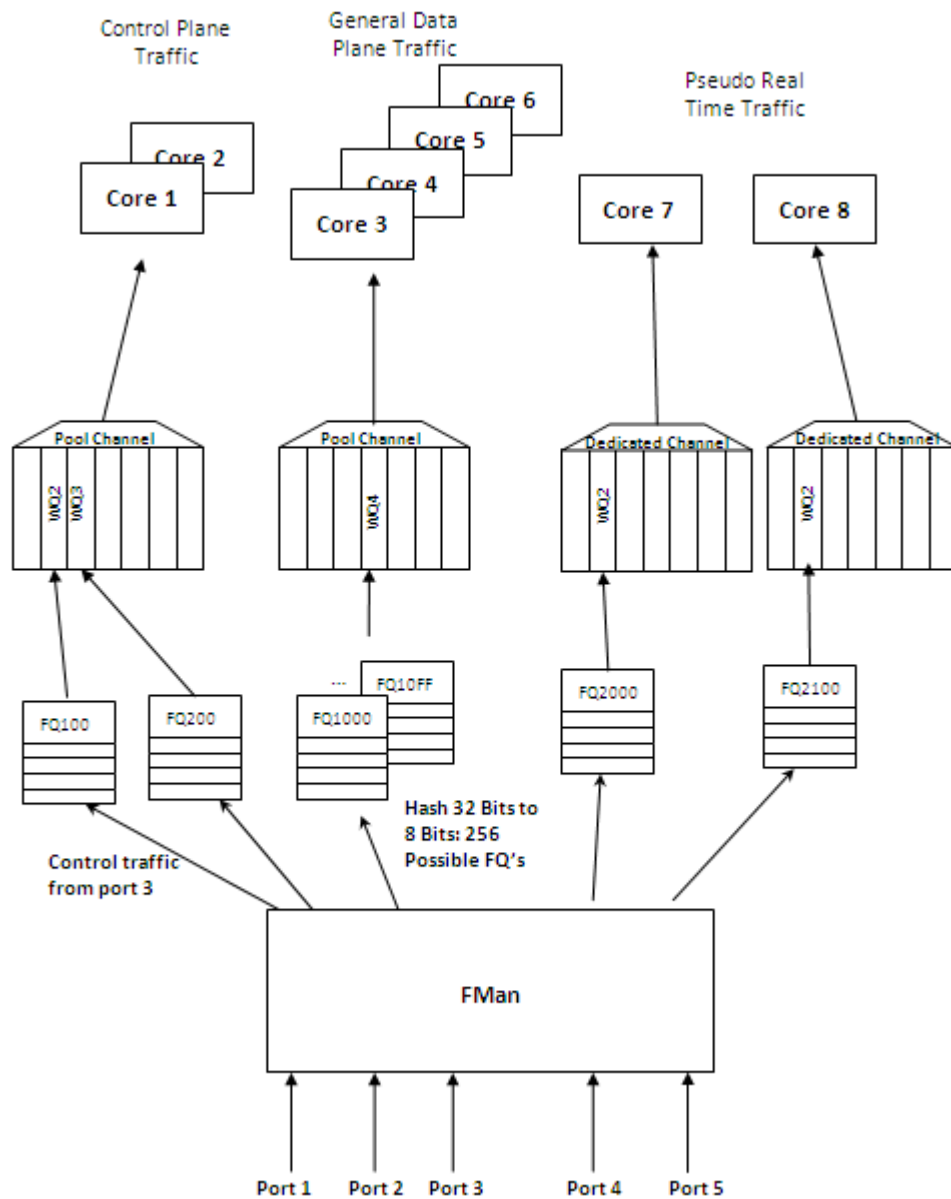 Control Plane
Traffic
General Data
Plane Traffic
Pseudo Real
Time Traffic
Core 6
Core 5
Core 4
Core 3
Core 2
Core 1
Core 7
Core 8
Pool Channel
Pool Channel
Dedicated Channel
Dedicated Channel
WQ2
WQ3
WQ4
WQ2
WQ2
FQ100
FQ200
...
FQ10FF
FQ1000
FQ2000
FQ2100
Hash 32 Bits to
8 Bits: 256
Possible FQ's
Control traffic
from port 3
FMan
Port 1
Port 2
Port 3
Port 4
Port 5